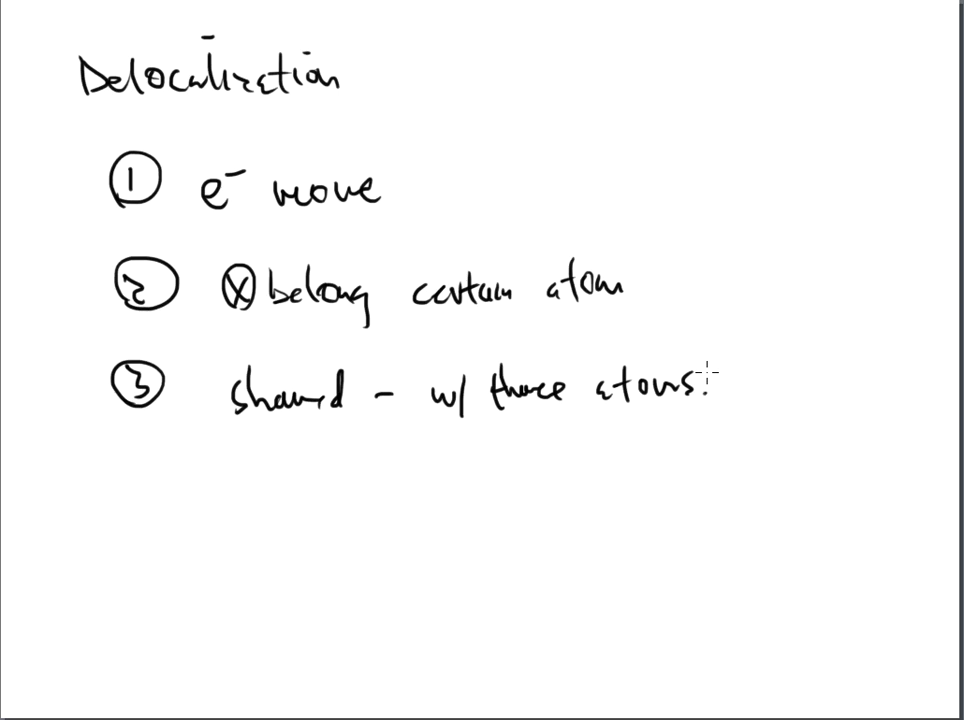 Delocalization
① e⁻ move
② ⓧ belong certain atom
③ shared - w/ three atoms.